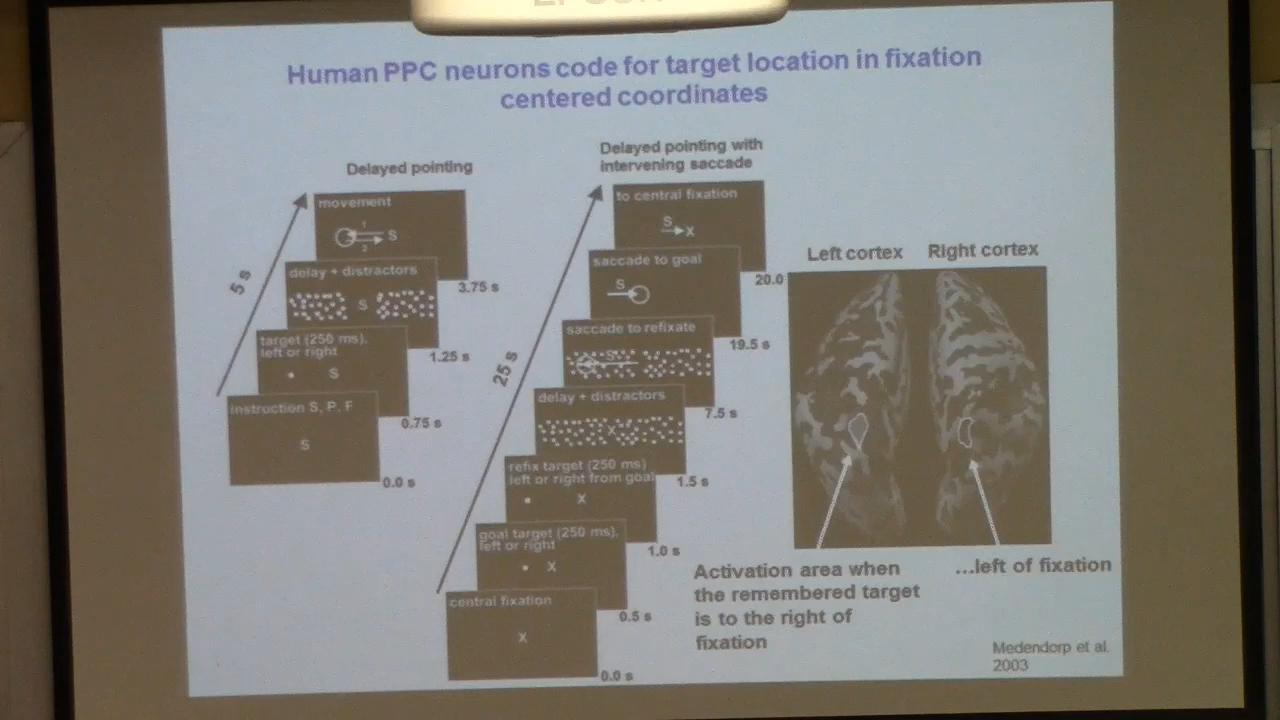 Human PPC neurons code for target location in fixation
centered coordinates
Delayed pointing
movement
1
S
2
delay + distractors
S
3.75 s
target (250 ms),
left or right
S
1.25 s
instruction S, P, F
S
0.75 s
0.0 s
5 s
Delayed pointing with
intervening saccade
to central fixation
S
X
saccade to goal
S
20.0
saccade to refixate
S
19.5 s
delay + distractors
X
7.5 s
refix target (250 ms)
left or right from goal
X
1.5 s
goal target (250 ms),
left or right
X
1.0 s
central fixation
X
0.5 s
0.0 s
25 s
Left cortex
Right cortex
Activation area when
the remembered target
is to the right of
fixation
...left of fixation
Medendorp et al.
2003